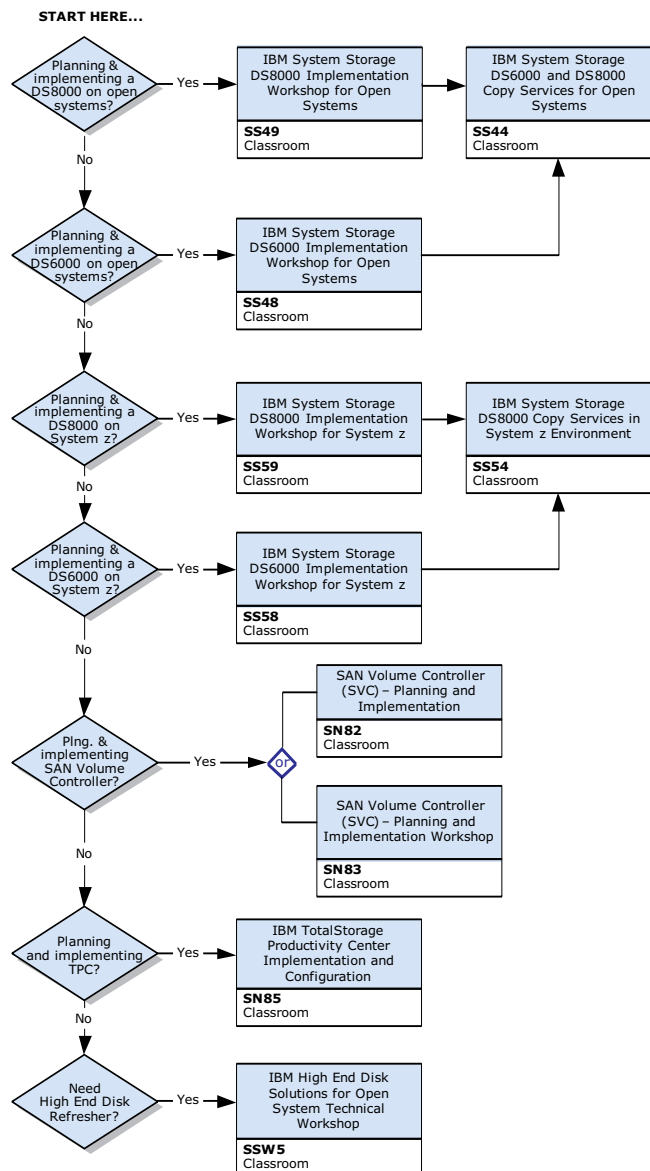 START HERE...
Planning &
implementing a
DS8000 on open
systems?
Yes
IBM System Storage
DS8000 Implementation
Workshop for Open
Systems
SS49
Classroom
IBM System Storage
DS6000 and DS8000
Copy Services for Open
Systems
SS44
Classroom
No
Planning &
implementing a
DS6000 on open
systems?
Yes
IBM System Storage
DS6000 Implementation
Workshop for Open
Systems
SS48
Classroom
No
Planning &
implementing a
DS8000 on
System z?
Yes
IBM System Storage
DS8000 Implementation
Workshop for System z
SS59
Classroom
IBM System Storage
DS8000 Copy Services in
System z Environment
SS54
Classroom
No
Planning &
implementing a
DS6000 on
System z?
Yes
IBM System Storage
DS6000 Implementation
Workshop for System z
SS58
Classroom
No
Plng. &
implementing
SAN Volume
Controller?
Yes
or
SAN Volume Controller
(SVC) – Planning and
Implementation
SN82
Classroom
SAN Volume Controller
(SVC) – Planning and
Implementation Workshop
SN83
Classroom
No
Planning
and implementing
TPC?
Yes
IBM TotalStorage
Productivity Center
Implementation and
Configuration
SN85
Classroom
No
Need
High End Disk
Refresher?
Yes
IBM High End Disk
Solutions for Open
System Technical
Workshop
SSW5
Classroom